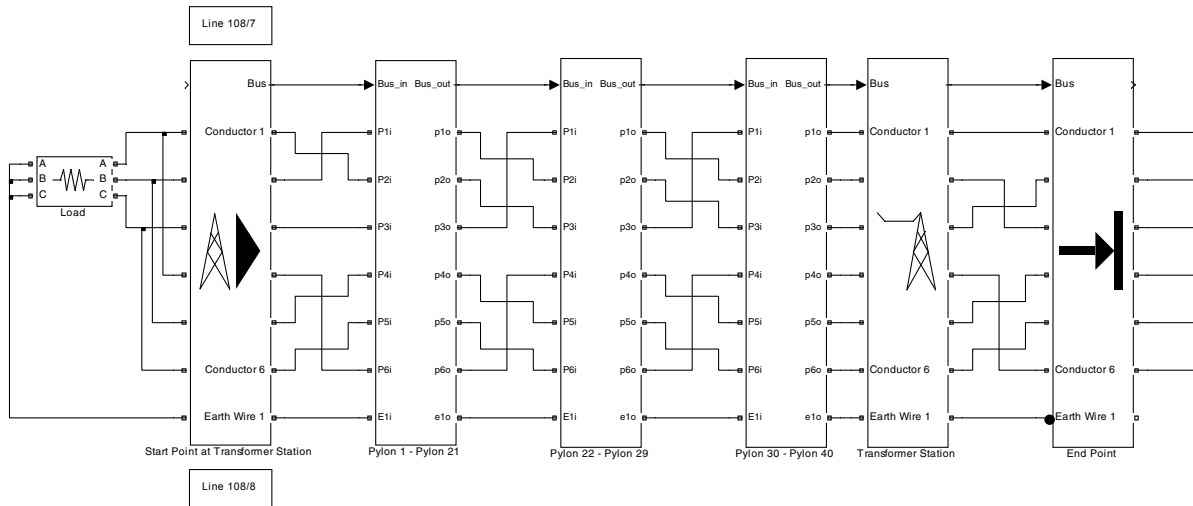 Line 108/7
Bus
Bus_in Bus_out
Bus_in Bus_out
Bus_in Bus_out
Bus
Bus
Conductor 1
P1i p1o
P1i p1o
P1i p1o
Conductor 1
Conductor 1
A A
B B
C C
Load
P2i p2o
P2i p2o
P2i p2o
P3i p3o
P3i p3o
P3i p3o
P4i p4o
P4i p4o
P4i p4o
P5i p5o
P5i p5o
P5i p5o
Conductor 6
P6i p6o
P6i p6o
P6i p6o
Conductor 6
Conductor 6
Earth Wire 1
E1i e1o
E1i e1o
E1i e1o
Earth Wire 1
Earth Wire 1
Start Point at Transformer Station
Pylon 1 - Pylon 21
Pylon 22 - Pylon 29
Pylon 30 - Pylon 40
Transformer Station
End Point
Line 108/8